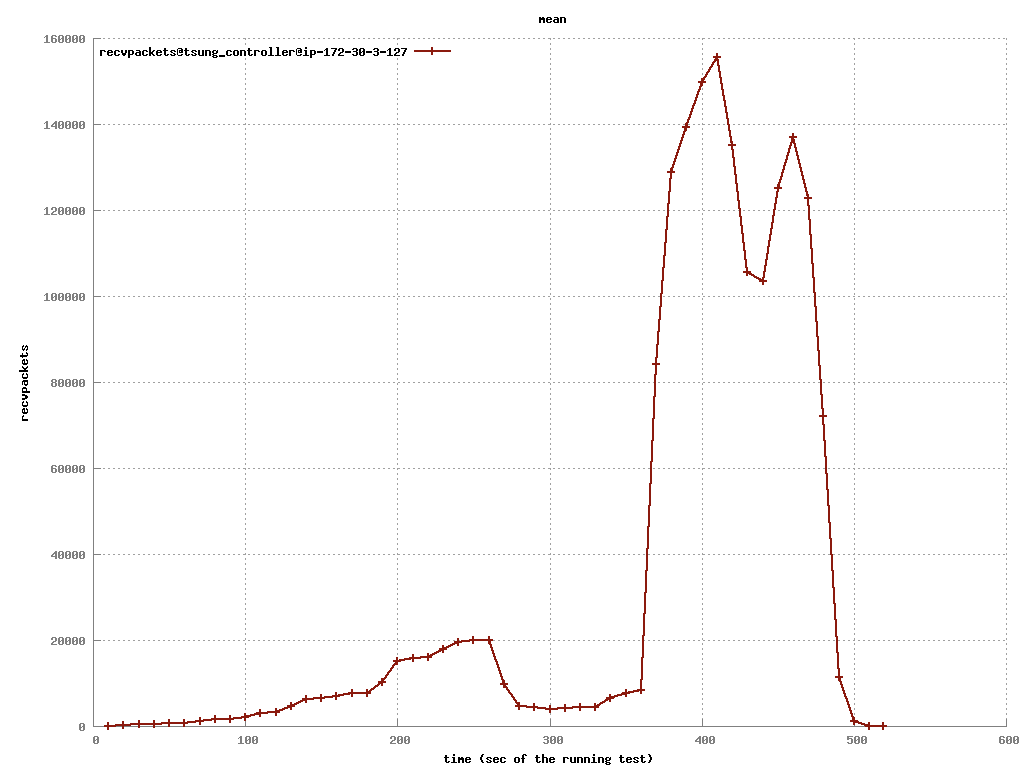 mean
recvpackets@tsung_controller@ip-172-30-3-127
160000
140000
120000
100000
80000
60000
40000
20000
0
recvpackets
0 100 200 300 400 500 600
time (sec of the running test)